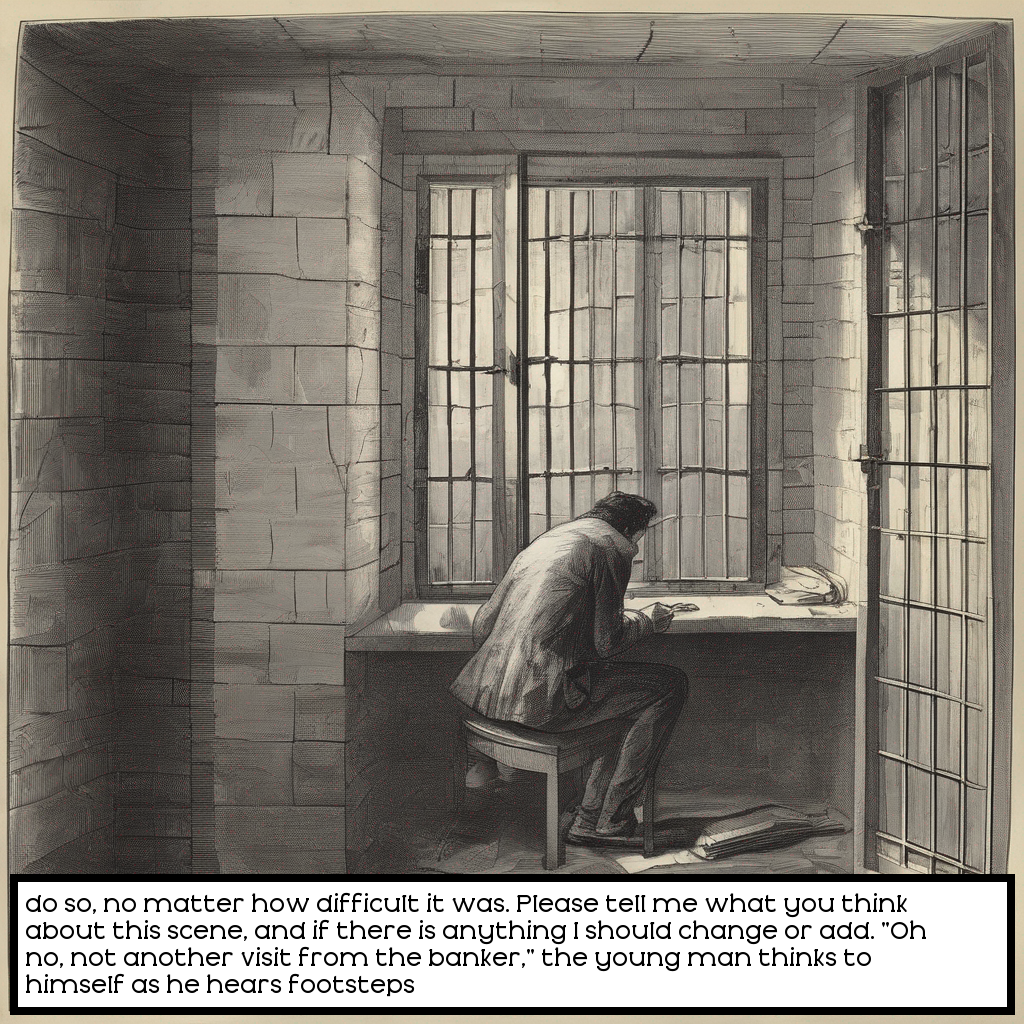 do so, no matter how difficult it was. Please tell me what you think
about this scene, and if there is anything I should change or add. "Oh
no, not another visit from the banker," the young man thinks to
himself as he hears footsteps